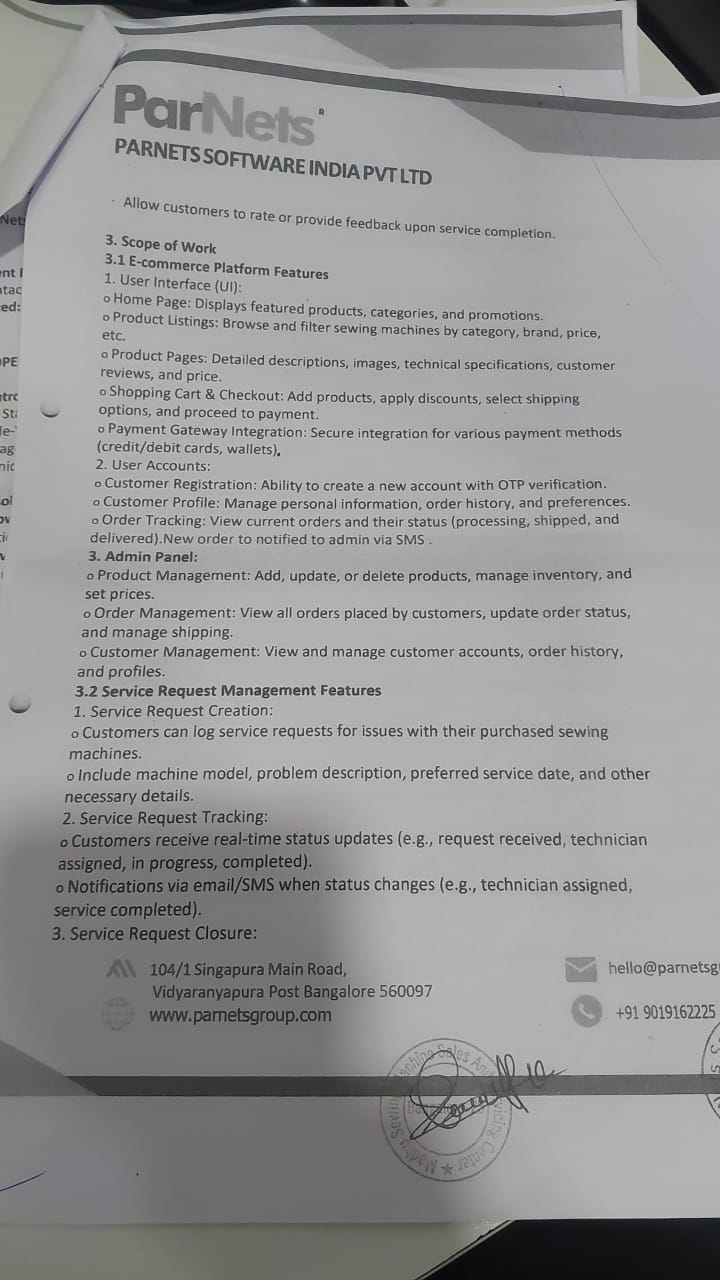 ParNets
R
PARNETS SOFTWARE INDIA PVT LTD
· Allow customers to rate or provide feedback upon service completion.
3. Scope of Work
3.1 E-commerce Platform Features
1. User Interface (UI):
o Home Page: Displays featured products, categories, and promotions.
o Product Listings: Browse and filter sewing machines by category, brand, price,
etc.
o Product Pages: Detailed descriptions, images, technical specifications, customer
reviews, and price.
o Shopping Cart & Checkout: Add products, apply discounts, select shipping
options, and proceed to payment.
o Payment Gateway Integration: Secure integration for various payment methods
(credit/debit cards, wallets).
2. User Accounts:
o Customer Registration: Ability to create a new account with OTP verification.
o Customer Profile: Manage personal information, order history, and preferences.
o Order Tracking: View current orders and their status (processing, shipped, and
delivered).New order to notified to admin via SMS .
3. Admin Panel:
o Product Management: Add, update, or delete products, manage inventory, and
set prices.
o Order Management: View all orders placed by customers, update order status,
and manage shipping.
o Customer Management: View and manage customer accounts, order history,
and profiles.
3.2 Service Request Management Features
1. Service Request Creation:
o Customers can log service requests for issues with their purchased sewing
machines.
o Include machine model, problem description, preferred service date, and other
necessary details.
2. Service Request Tracking:
o Customers receive real-time status updates (e.g., request received, technician
assigned, in progress, completed).
o Notifications via email/SMS when status changes (e.g., technician assigned,
service completed).
3. Service Request Closure:
104/1 Singapura Main Road,
Vidyaranyapura Post Bangalore 560097
www.parnetsgroup.com
hello@parnetsg
+91 9019162225
Madhu Sewing Machine Sales And Servicing Center